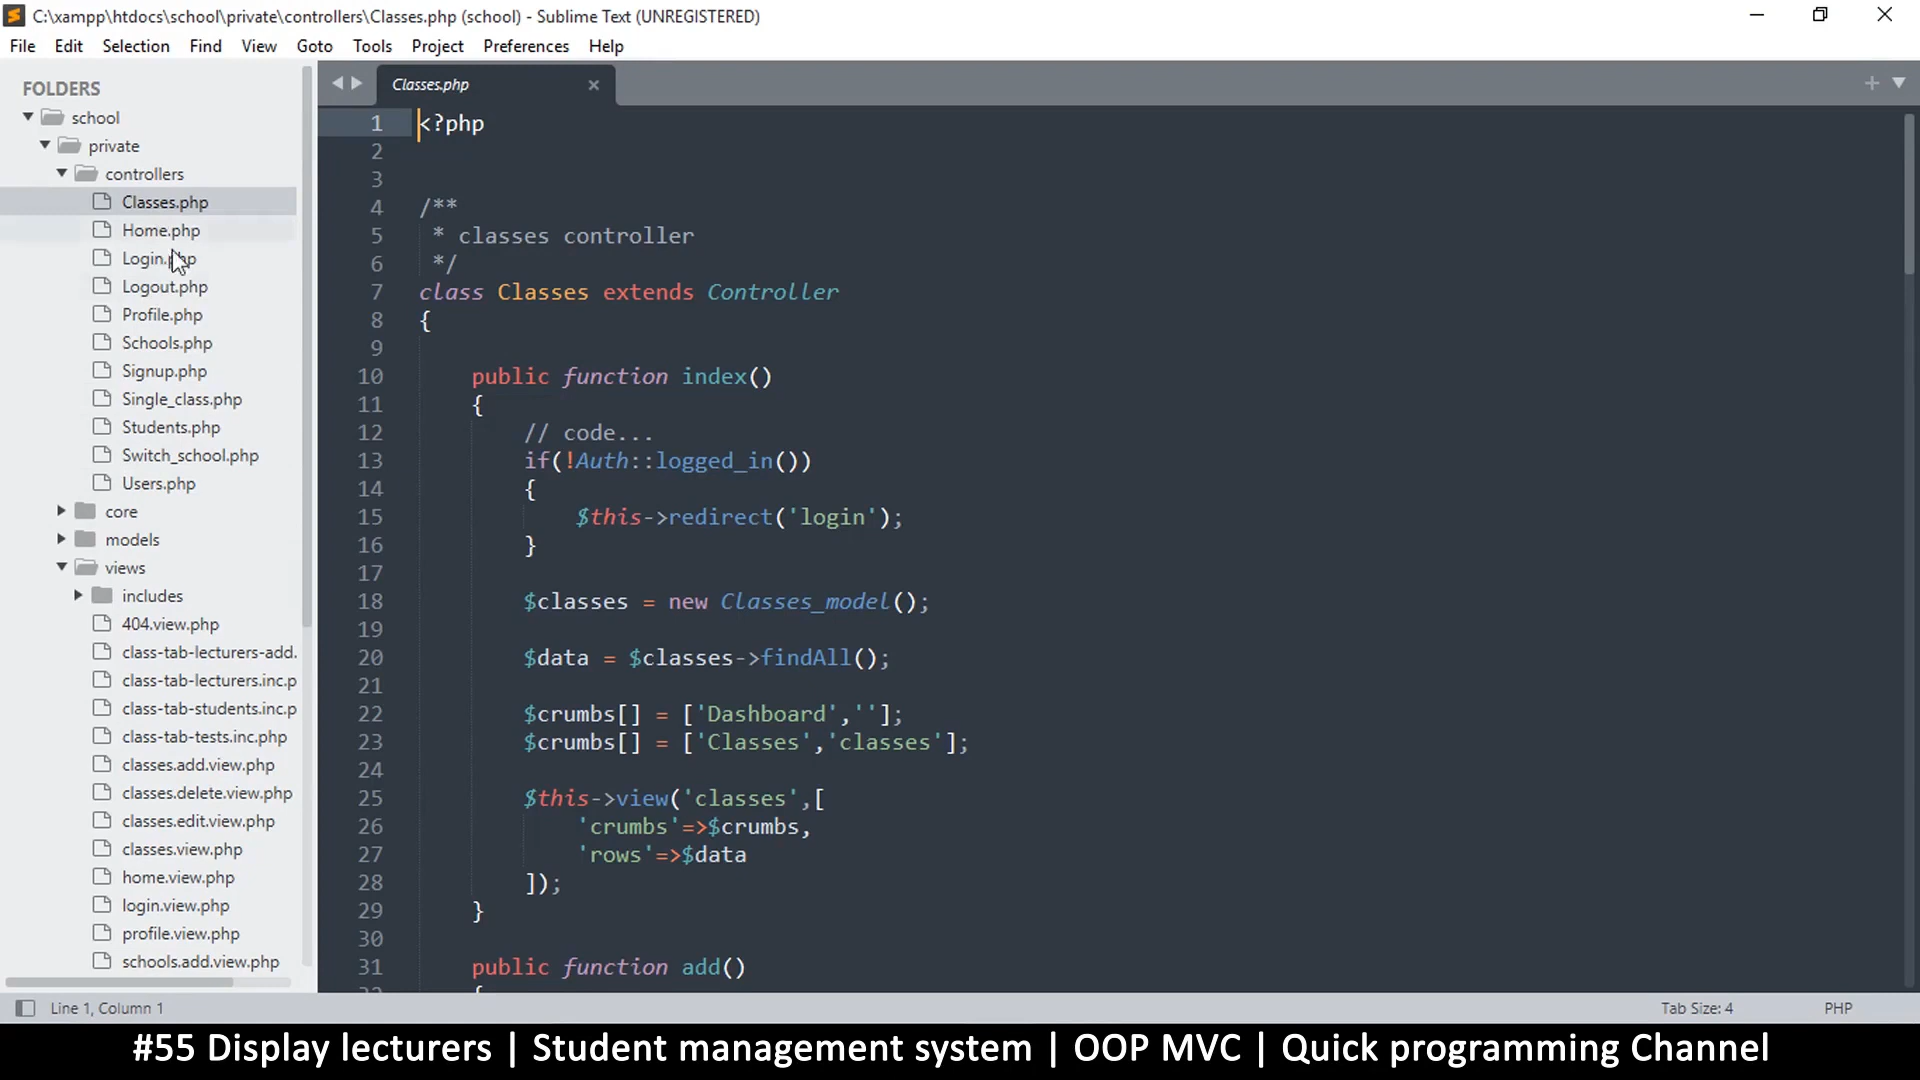 C:\xampp\htdocs\school\private\controllers\Classes.php (school) - Sublime Text (UNREGISTERED)
File Edit Selection Find View Goto Tools Project Preferences Help
FOLDERS
school
private
controllers
Classes.php
Home.php
Login.php
Logout.php
Profile.php
Schools.php
Signup.php
Single_class.php
Students.php
Switch_school.php
Users.php
core
models
views
includes
404.view.php
class-tab-lecturers-add.
class-tab-lecturers.inc.p
class-tab-students.inc.p
class-tab-tests.inc.php
classes.add.view.php
classes.delete.view.php
classes.edit.view.php
classes.view.php
home.view.php
login.view.php
profile.view.php
schools.add.view.php
Classes.php
1 <?php
2
3
4 /**
5 * classes controller
6 */
7 class Classes extends Controller
8 {
9
10 public function index()
11 {
12 // code...
13 if(!Auth::logged_in())
14 {
15 $this->redirect('login');
16 }
17
18 $classes = new Classes_model();
19
20 $data = $classes->findAll();
21
22 $crumbs[] = ['Dashboard',''];
23 $crumbs[] = ['Classes','classes'];
24
25 $this->view('classes',[
26 'crumbs'=>$crumbs,
27 'rows'=>$data
28 ]);
29 }
30
31 public function add()
32 {
Line 1, Column 1
Tab Size: 4
PHP
#55 Display lecturers | Student management system | OOP MVC | Quick programming Channel